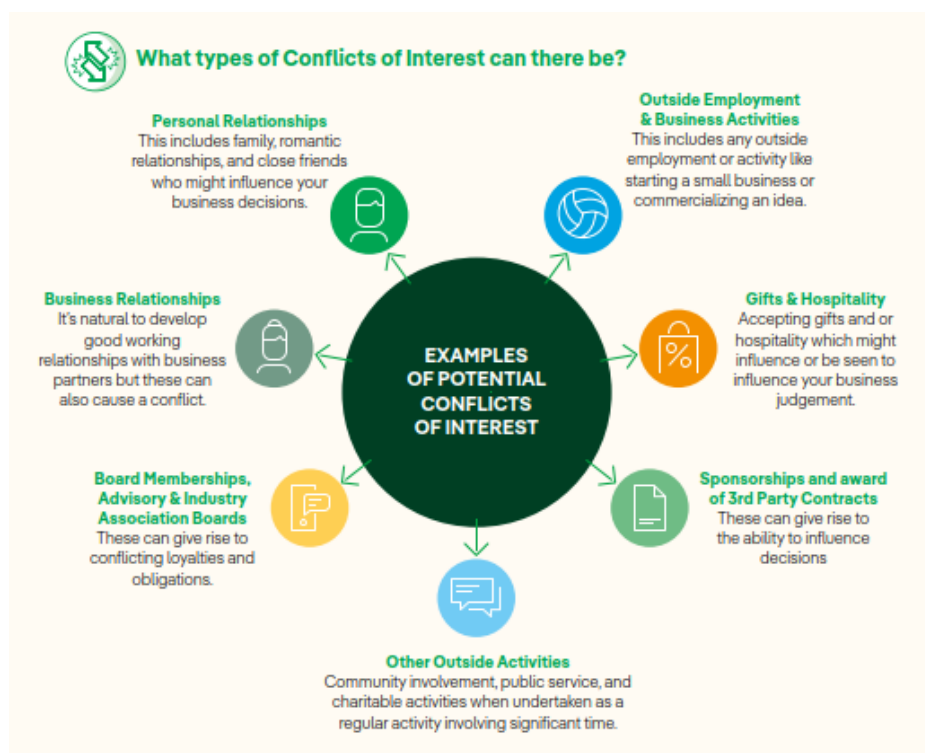 What types of Conflicts of Interest can there be?
Personal Relationships
This includes family, romantic
relationships, and close friends
who might influence your
business decisions.
Outside Employment
& Business Activities
This includes any outside
employment or activity like
starting a small business or
commercializing an idea.
Business Relationships
It's natural to develop
good working
relationships with business
partners but these can
also cause a conflict.
EXAMPLES
OF POTENTIAL
CONFLICTS
OF INTEREST
%
Gifts & Hospitality
Accepting gifts and or
hospitality which might
influence or be seen to
influence your business
judgement.
Board Memberships,
Advisory & Industry
Association Boards
These can give rise to
conflicting loyalties and
obligations.
Sponsorships and award
of 3rd Party Contracts
These can give rise to
the ability to influence
decisions
Other Outside Activities
Community involvement, public service, and
charitable activities when undertaken as a
regular activity involving significant time.